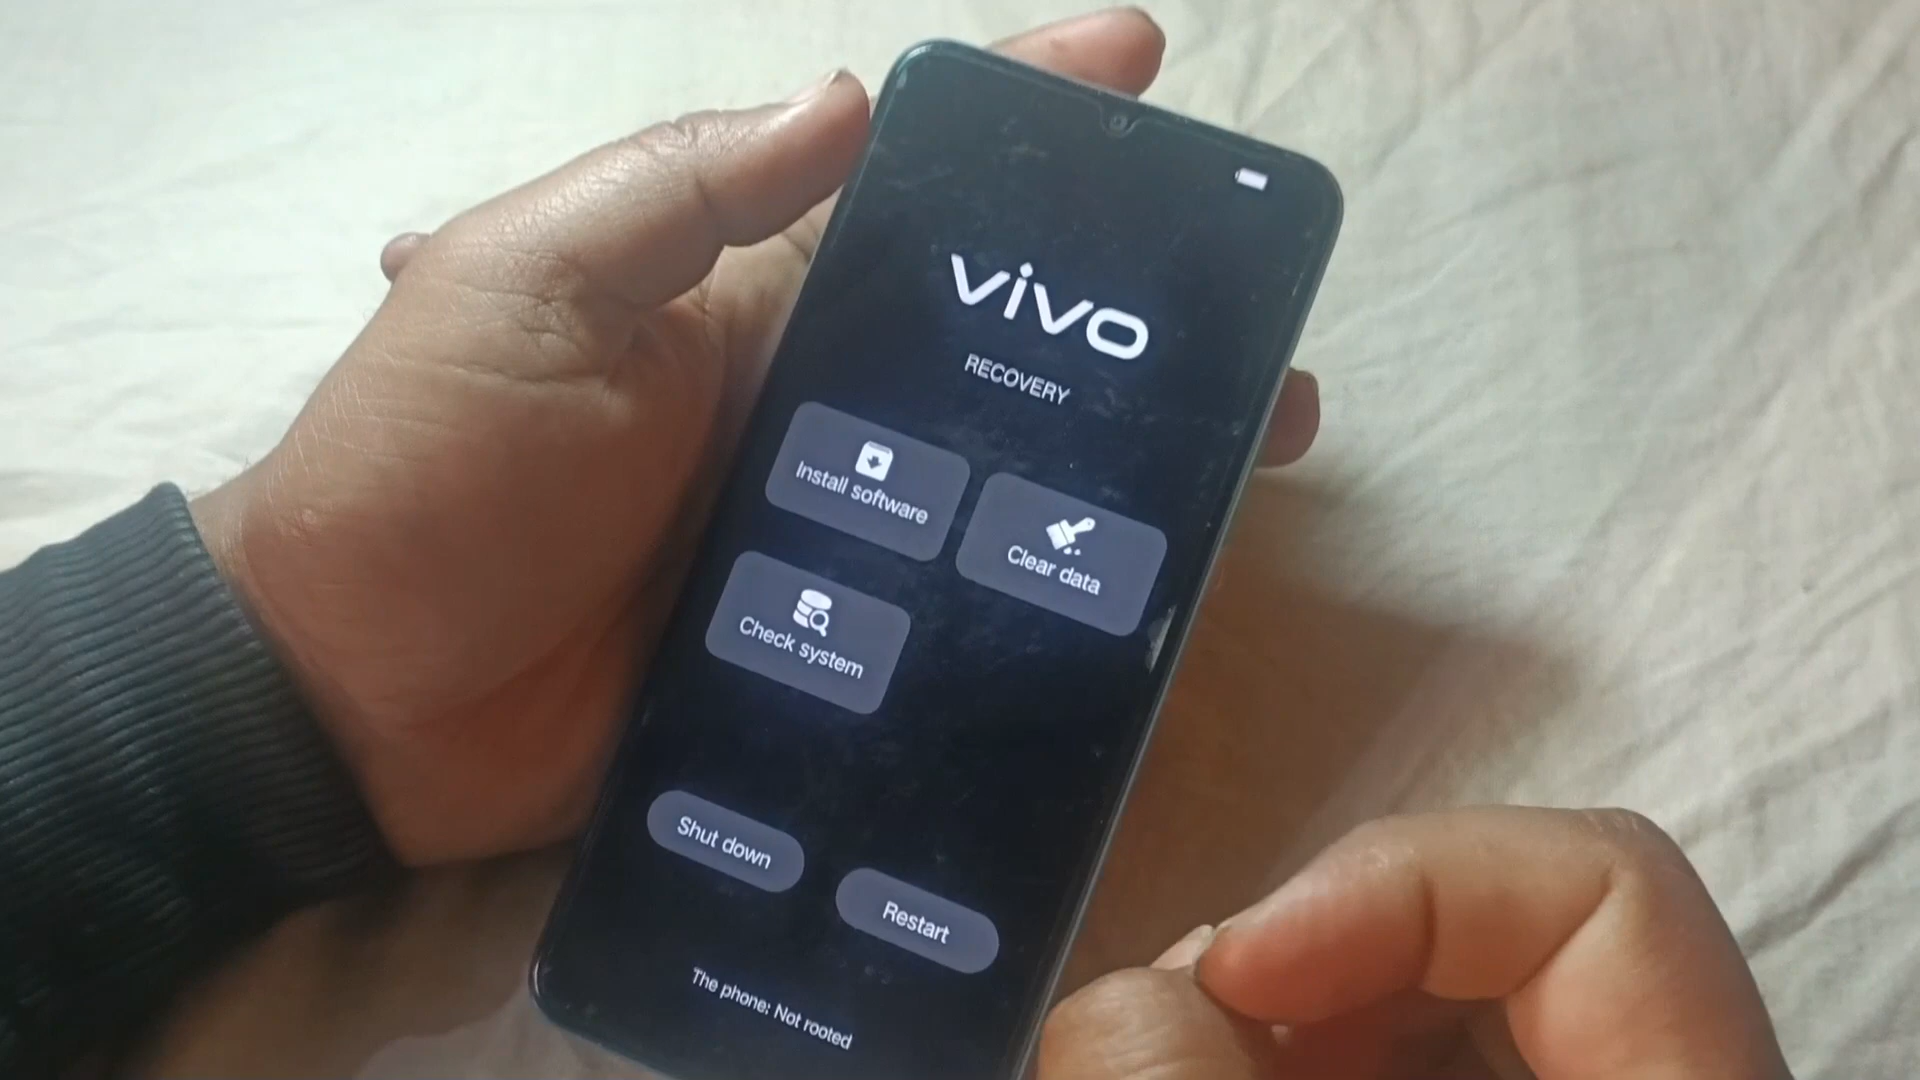 vivo
RECOVERY
Install software
Clear data
Check system
Shut down
Restart
The phone: Not rooted